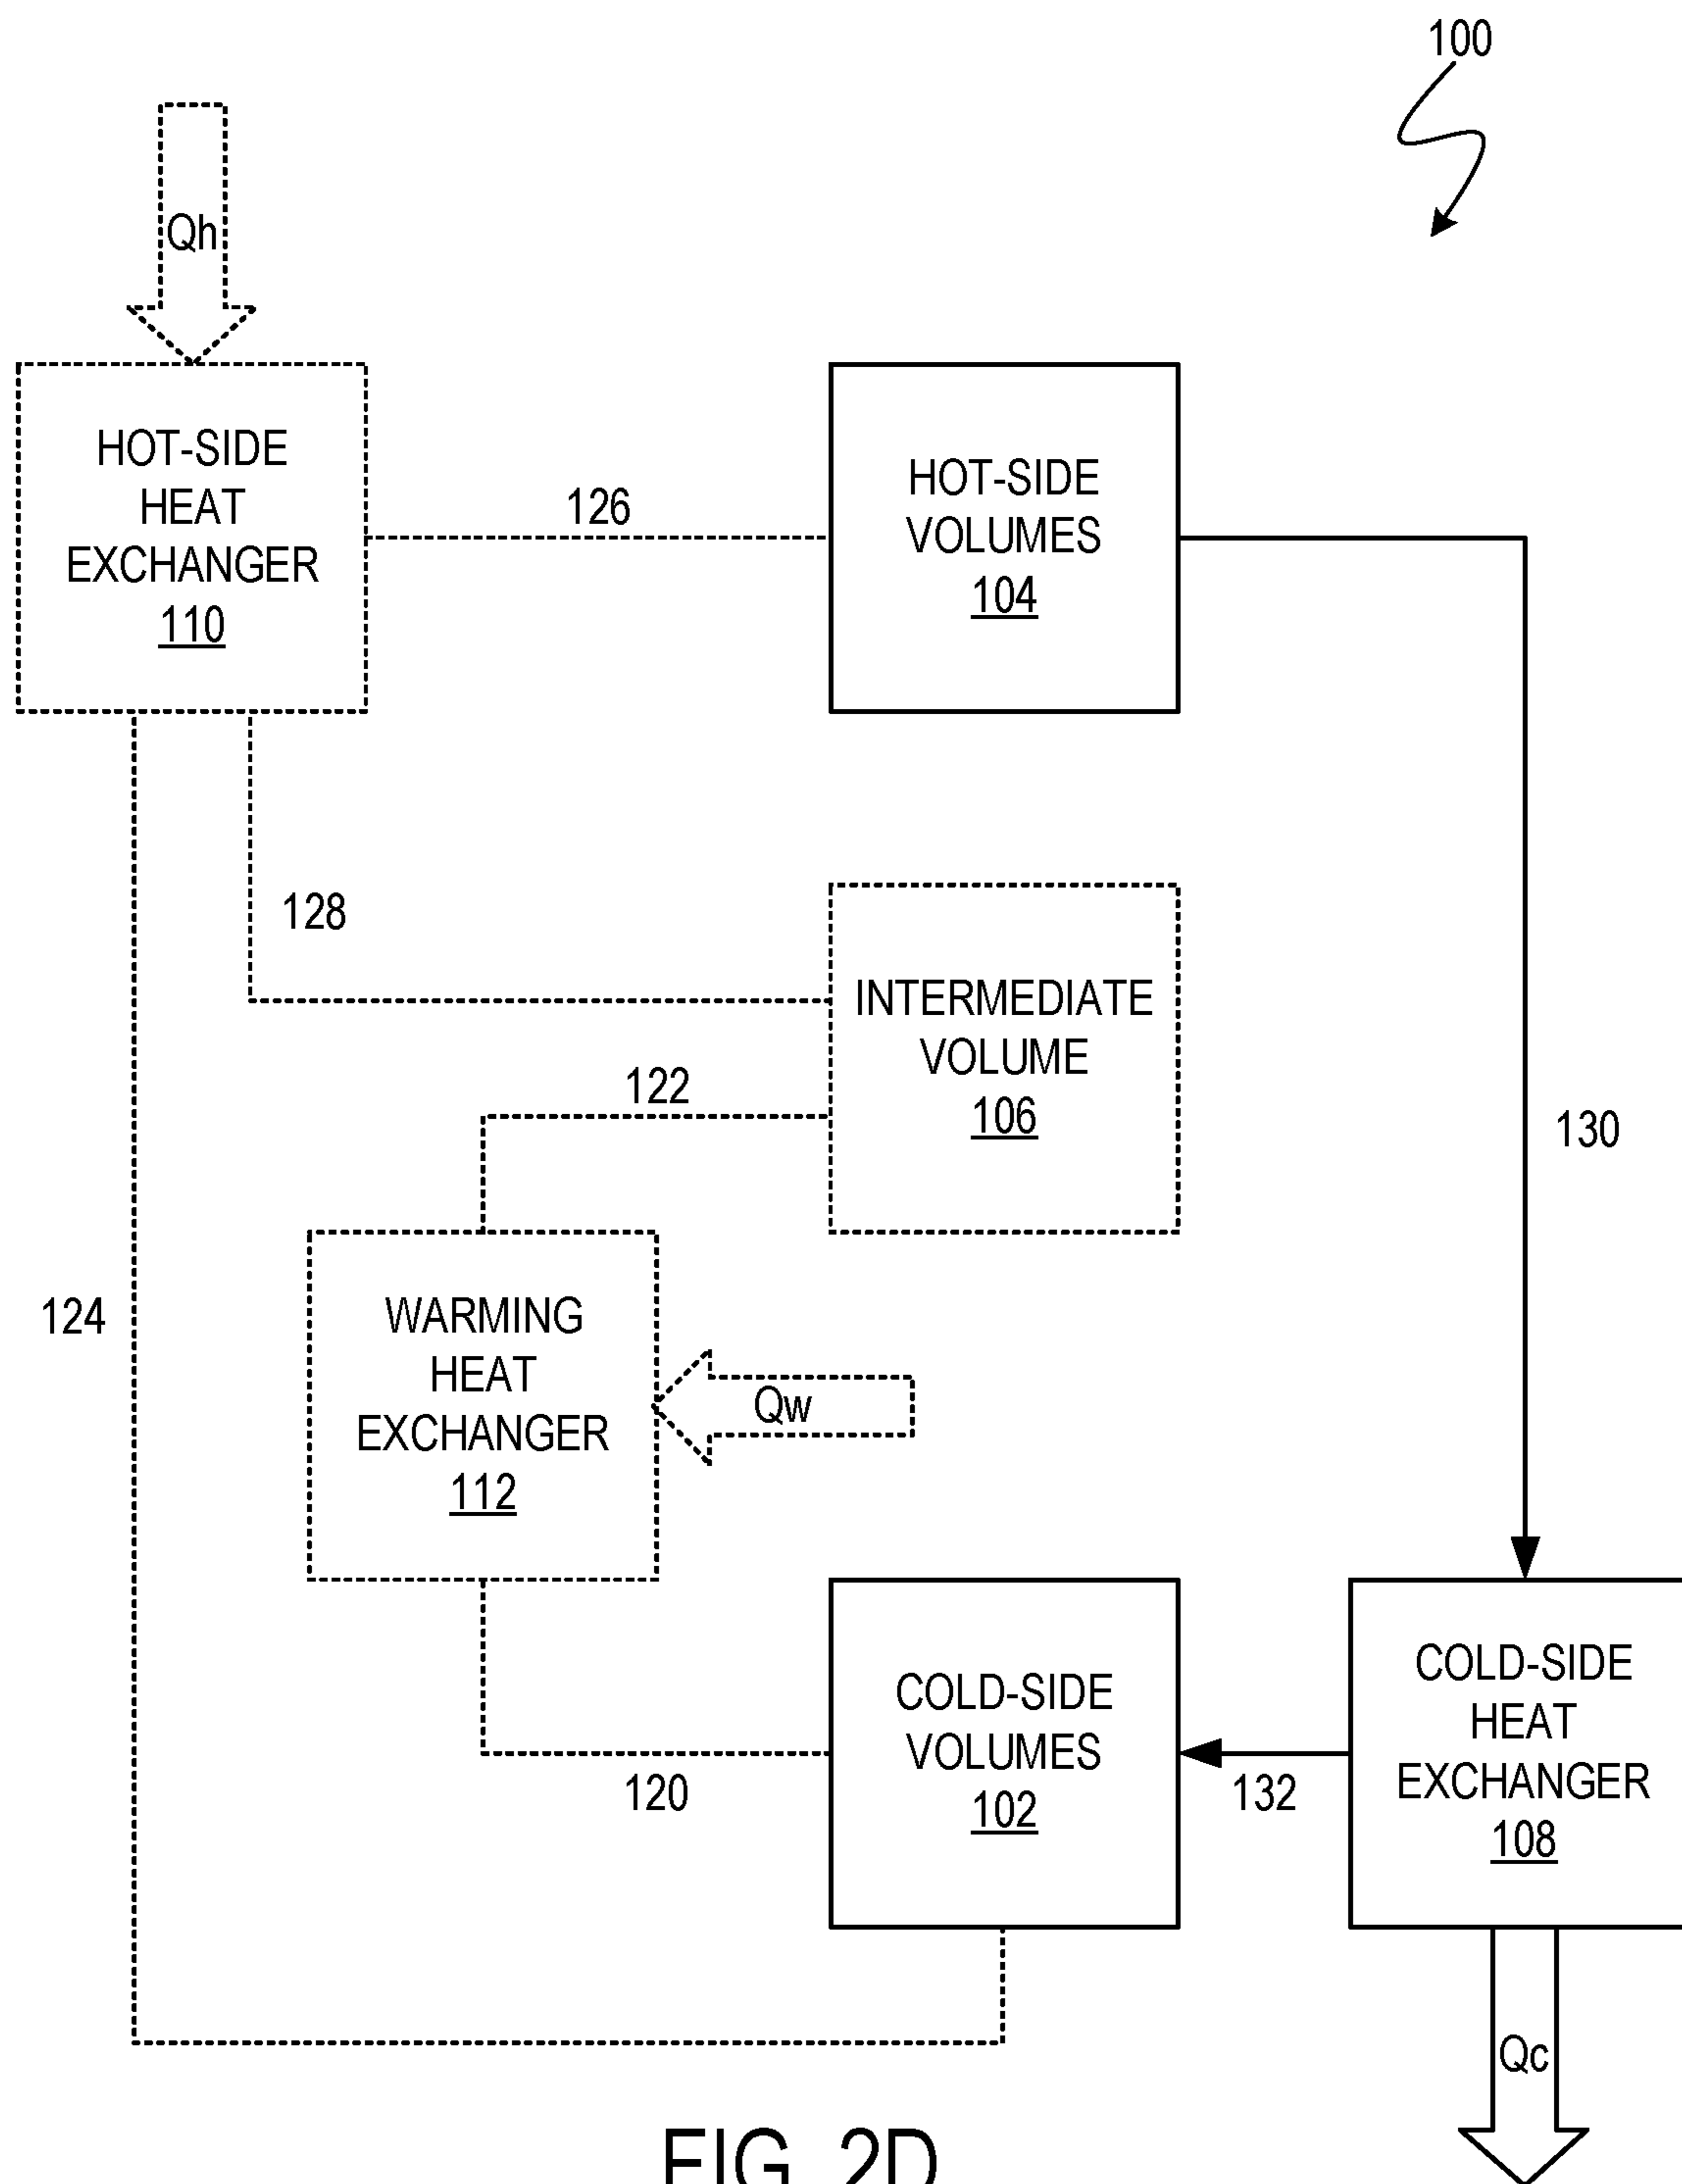 100
Qh
HOT-SIDE
HEAT
EXCHANGER
110
126
HOT-SIDE
VOLUMES
104
128
INTERMEDIATE
VOLUME
106
122
130
124
WARMING
HEAT
EXCHANGER
112
Qw
COLD-SIDE
VOLUMES
102
120
132
COLD-SIDE
HEAT
EXCHANGER
108
Qc
FIG. 2D